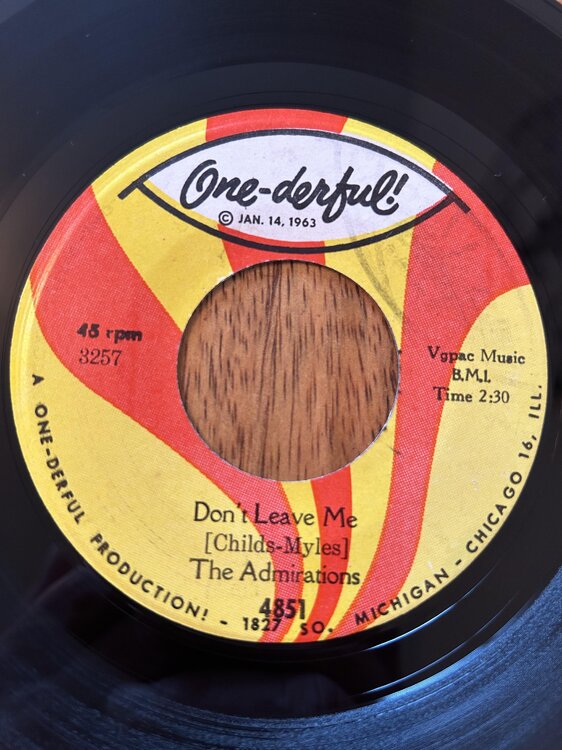 One-derful!
© JAN. 14, 1963
45 rpm
3257
Vgpac Music
B.M.I.
Time 2:30
Don't Leave Me
[Childs-Myles]
The Admirations
4851
A ONE-DERFUL PRODUCTION! - 1827 SO. MICHIGAN - CHICAGO 16, ILL.